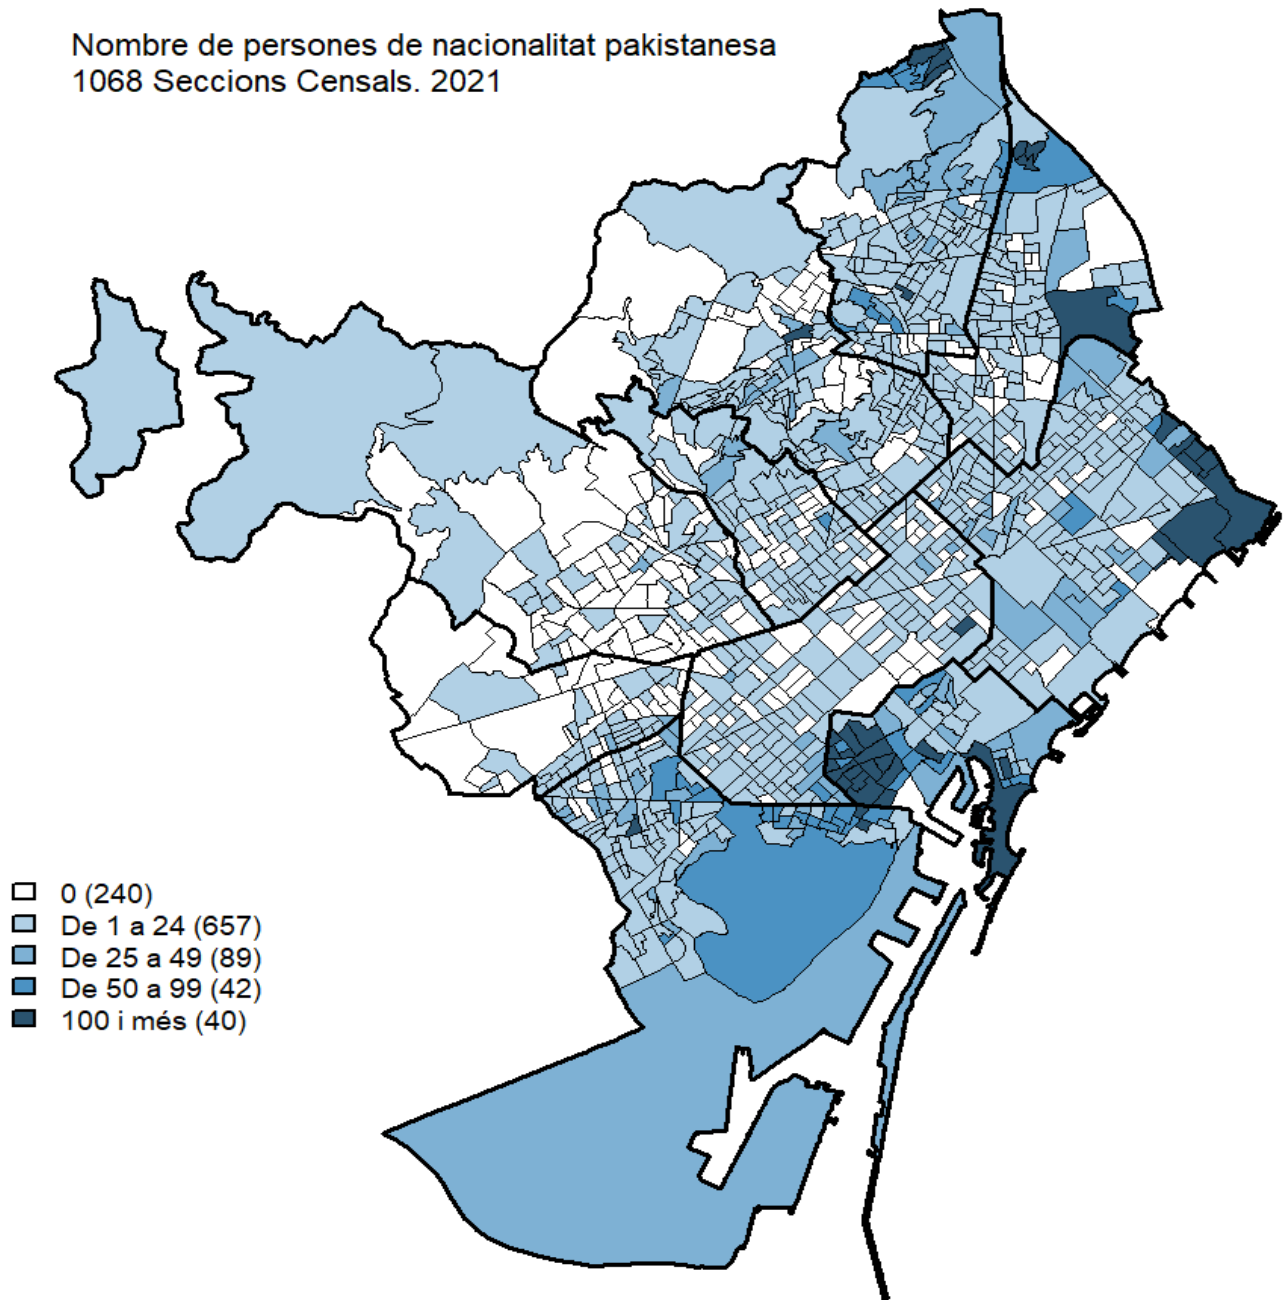 Nombre de persones de nacionalitat pakistanesa
1068 Seccions Censals. 2021
0 (240)
De 1 a 24 (657)
De 25 a 49 (89)
De 50 a 99 (42)
100 i més (40)